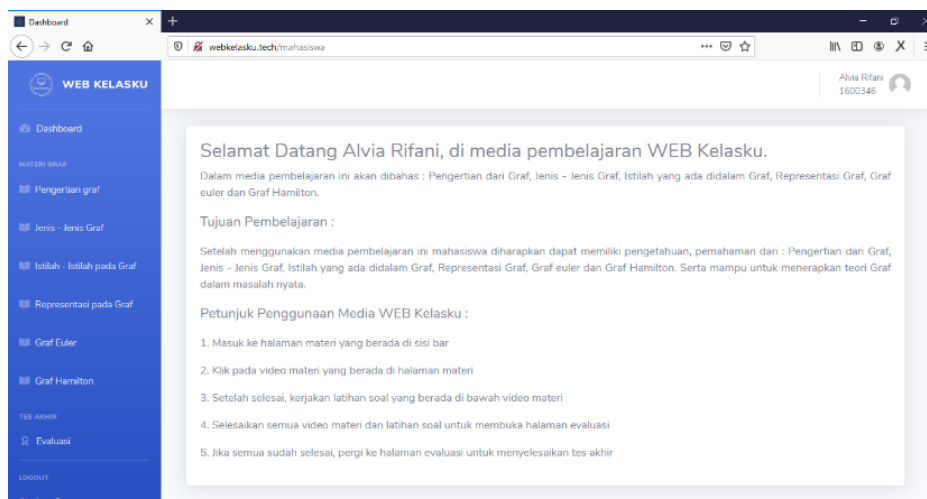 Dashboard
webkelasku.tech/mahasiswa
WEB KELASKU
Alvia Rifani
1600346
Dashboard
MATERI GRAF
Pengertian graf
Jenis - Jenis Graf
Istilah - Istilah pada Graf
Representasi pada Graf
Graf Euler
Graf Hamilton
TES AKHIR
Evaluasi
LOGOUT
Selamat Datang Alvia Rifani, di media pembelajaran WEB Kelasku.
Dalam media pembelajaran ini akan dibahas : Pengertian dari Graf, Jenis - Jenis Graf, Istilah yang ada didalam Graf, Representasi Graf, Graf
euler dan Graf Hamilton.
Tujuan Pembelajaran :
Setelah menggunakan media pembelajaran ini mahasiswa diharapkan dapat memiliki pengetahuan, pemahaman dari : Pengertian dari Graf,
Jenis - Jenis Graf, Istilah yang ada didalam Graf, Representasi Graf, Graf euler dan Graf Hamilton. Serta mampu untuk menerapkan teori Graf
dalam masalah nyata.
Petunjuk Penggunaan Media WEB Kelasku :
1. Masuk ke halaman materi yang berada di sisi bar
2. Klik pada video materi yang berada di halaman materi
3. Setelah selesai, kerjakan latihan soal yang berada di bawah video materi
4. Selesaikan semua video materi dan latihan soal untuk membuka halaman evaluasi
5. Jika semua sudah selesai, pergi ke halaman evaluasi untuk menyelesaikan tes akhir